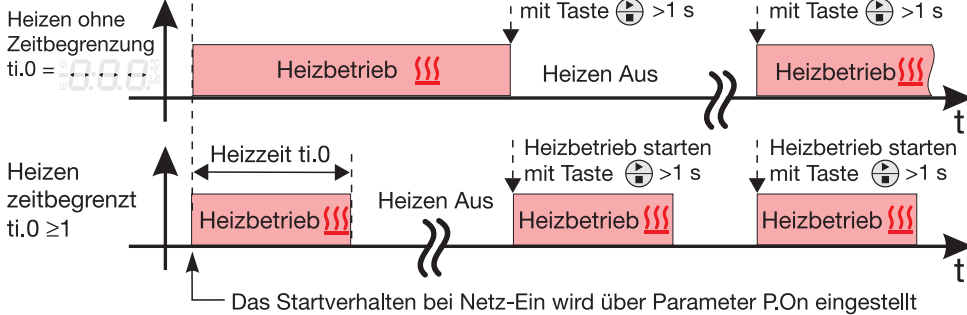 Heizen ohne
Zeitbegrenzung
ti.0 = - - -
mit Taste >1 s
mit Taste >1 s
Heizbetrieb
Heizen Aus
Heizbetrieb
t
Heizen
zeitbegrenzt
ti.0 ≥1
Heizzeit ti.0
Heizbetrieb
Heizen Aus
Heizbetrieb starten
mit Taste >1 s
Heizbetrieb
Heizbetrieb starten
mit Taste >1 s
Heizbetrieb
t
Das Startverhalten bei Netz-Ein wird über Parameter P.On eingestellt